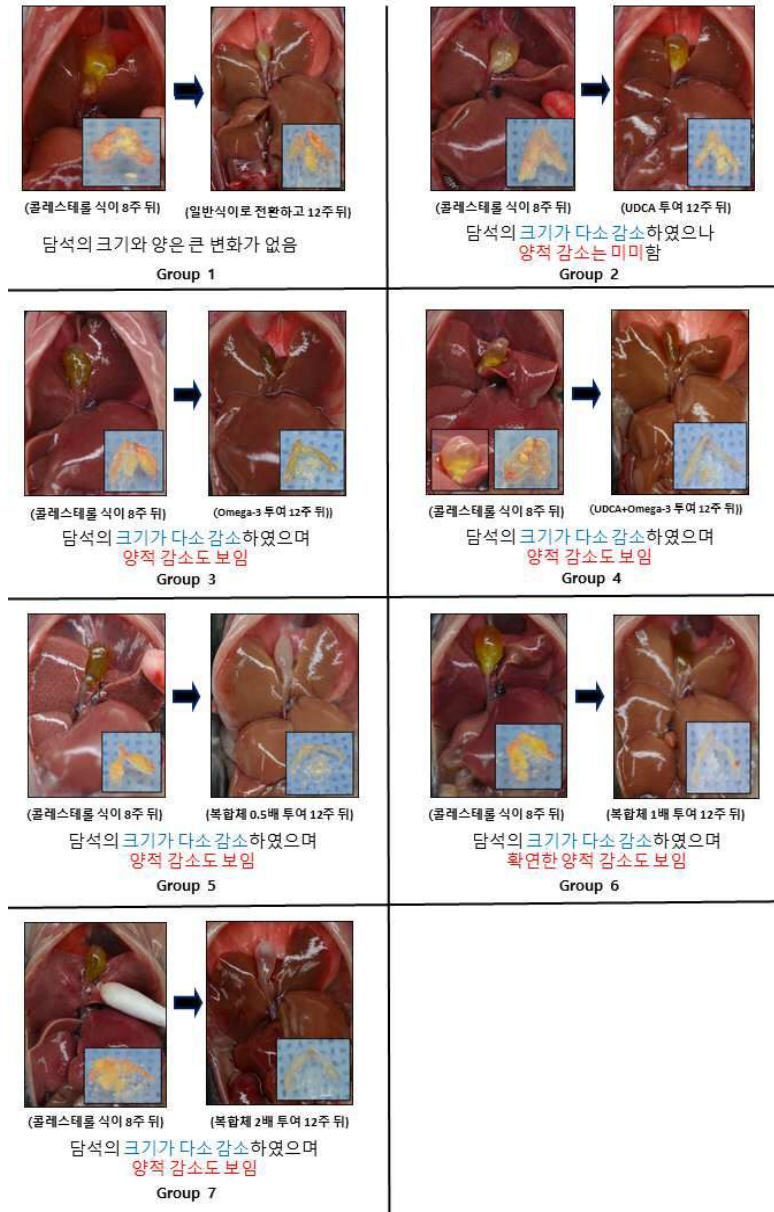 (콜레스테롤 식이 8주 뒤)
(일반식이로 전환하고 12주 뒤)
담석의 크기와 양은 큰 변화가 없음
Group 1
(콜레스테롤 식이 8주 뒤)
(UDCA 투여 12주 뒤)
담석의 크기가 다소 감소하였으나
양적 감소는 미미함
Group 2
(콜레스테롤 식이 8주 뒤)
(Omega-3 투여 12주 뒤))
담석의 크기가 다소 감소하였으며
양적 감소도 보임
Group 3
(콜레스테롤 식이 8주 뒤)
(UDCA+Omega-3 투여 12주 뒤))
담석의 크기가 다소 감소하였으며
양적 감소도 보임
Group 4
(콜레스테롤 식이 8주 뒤)
(복합체 0.5배 투여 12주 뒤)
담석의 크기가 다소 감소하였으며
양적 감소도 보임
Group 5
(콜레스테롤 식이 8주 뒤)
(복합체 1배 투여 12주 뒤)
담석의 크기가 다소 감소하였으며
확연한 양적 감소도 보임
Group 6
(콜레스테롤 식이 8주 뒤)
(복합체 2배 투여 12주 뒤)
담석의 크기가 다소 감소하였으며
양적 감소도 보임
Group 7